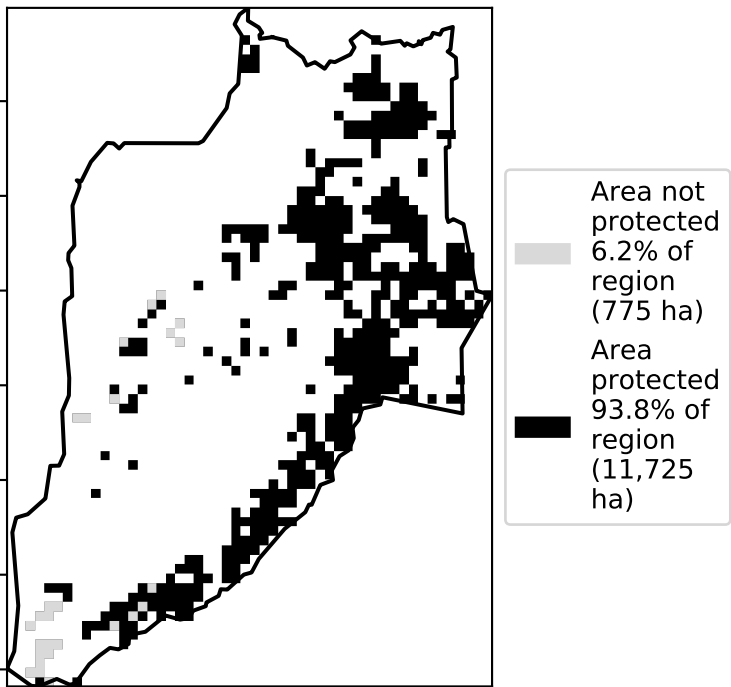 Area not
protected
6.2% of
region
(775 ha)
Area
protected
93.8% of
region
(11,725
ha)